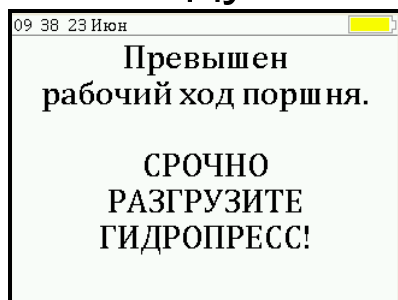 09 38 23 Июн
Превышен
рабочий ход поршня.
СРОЧНО
РАЗГРУЗИТЕ
ГИДРОПРЕСС!